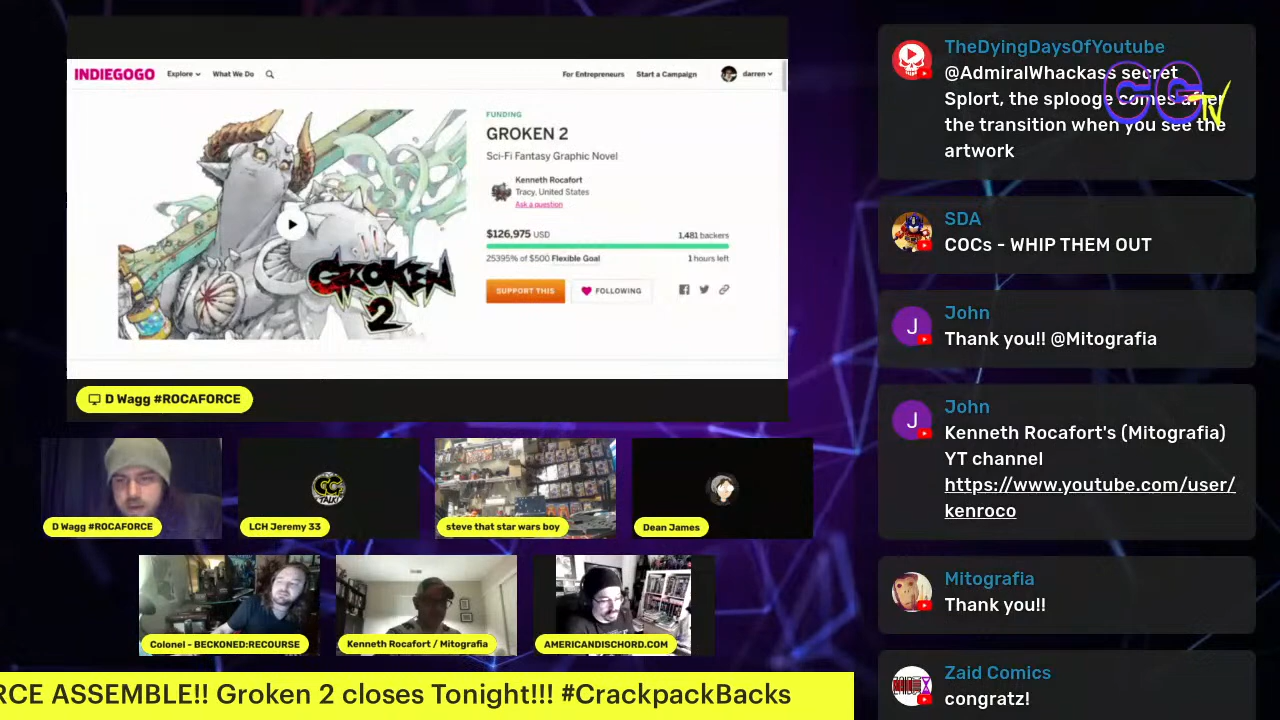 INDIEGOGO Explore What We Do For Entrepreneurs Start a Campaign darren
FUNDING
GROKEN 2
Sci-Fi Fantasy Graphic Novel
Kenneth Rocafort
Tracy, United States
Ask a question
$126,975 USD 1,481 backers
25395% of $500 Flexible Goal 1 hours left
SUPPORT THIS FOLLOWING
GROKEN
2
D Wagg #ROCAFORCE
D Wagg #ROCAFORCE
GG
TALK!
LCH Jeremy 33
steve that star wars boy
Dean James
Colonel - BECKONED:RECOURSE
Kenneth Rocafort / Mitografia
AMERICANDISCHORD.COM
RCE ASSEMBLE!! Groken 2 closes Tonight!!! #CrackpackBacks
TheDyingDaysOfYoutube
@AdmiralWhackass secret
Splort, the splooge comes after
the transition when you see the
artwork
GGTV
SDA
COCs - WHIP THEM OUT
J
John
Thank you!! @Mitografia
J
John
Kenneth Rocafort's (Mitografia)
YT channel
https://www.youtube.com/user/
kenroco
Mitografia
Thank you!!
Zaid Comics
congratz!